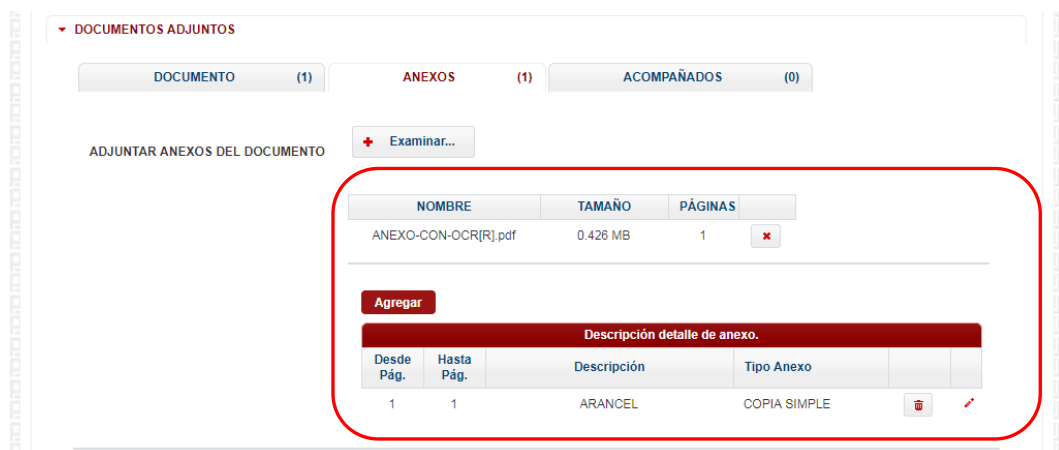 DOCUMENTOS ADJUNTOS
DOCUMENTO (1) ANEXOS (1) ACOMPAÑADOS (0)
ADJUNTAR ANEXOS DEL DOCUMENTO Examinar...
NOMBRE TAMAÑO PÁGINAS
ANEXO-CON-OCR[R].pdf 0.426 MB 1
Agregar
Descripción detalle de anexo.
Desde Pág. Hasta Pág. Descripción Tipo Anexo
1 1 ARANCEL COPIA SIMPLE